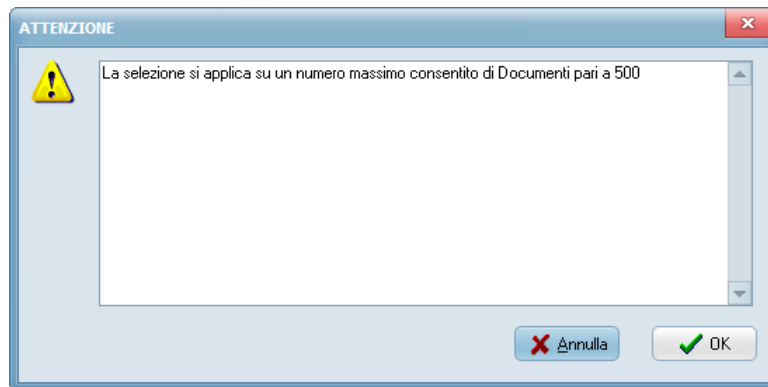 ATTENZIONE
La selezione si applica su un numero massimo consentito di Documenti pari a 500
Annulla
OK